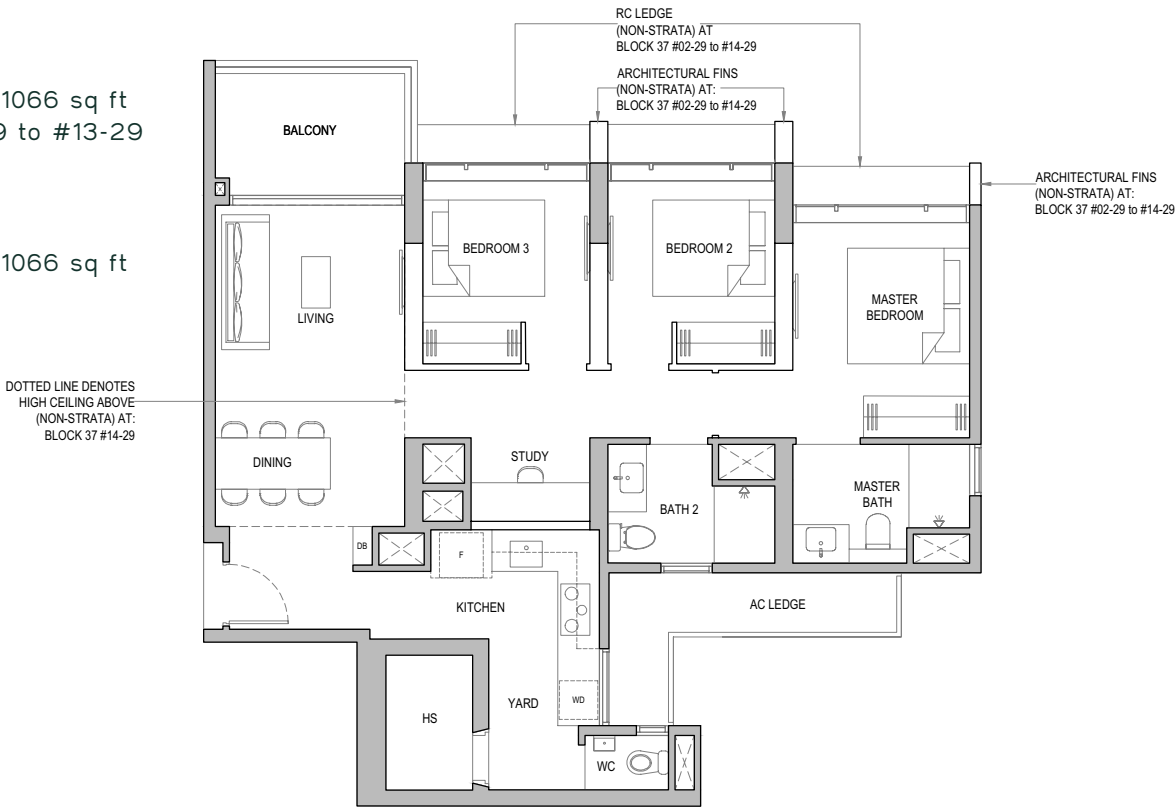 RC LEDGE
(NON-STRATA) AT
BLOCK 37 #02-29 to #14-29
ARCHITECTURAL FINS
(NON-STRATA) AT:
BLOCK 37 #02-29 to #14-29
1066 sq ft
9 to #13-29
BALCONY
ARCHITECTURAL FINS
(NON-STRATA) AT:
BLOCK 37 #02-29 to #14-29
1066 sq ft
BEDROOM 3
BEDROOM 2
LIVING
MASTER
BEDROOM
DOTTED LINE DENOTES
HIGH CEILING ABOVE
(NON-STRATA) AT:
BLOCK 37 #14-29
DINING
STUDY
BATH 2
MASTER
BATH
DB
F
KITCHEN
AC LEDGE
HS
YARD
WD
WC